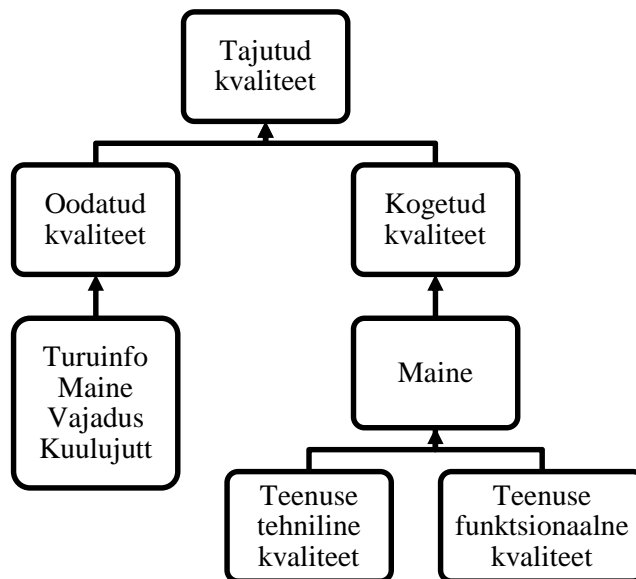 Tajutud
kvaliteet
Oodatud
kvaliteet
Kogetud
kvaliteet
Turuinfo
Maine
Vajadus
Kuulujutt
Maine
Teenuse
tehniline
kvaliteet
Teenuse
funktsionaalne
kvaliteet